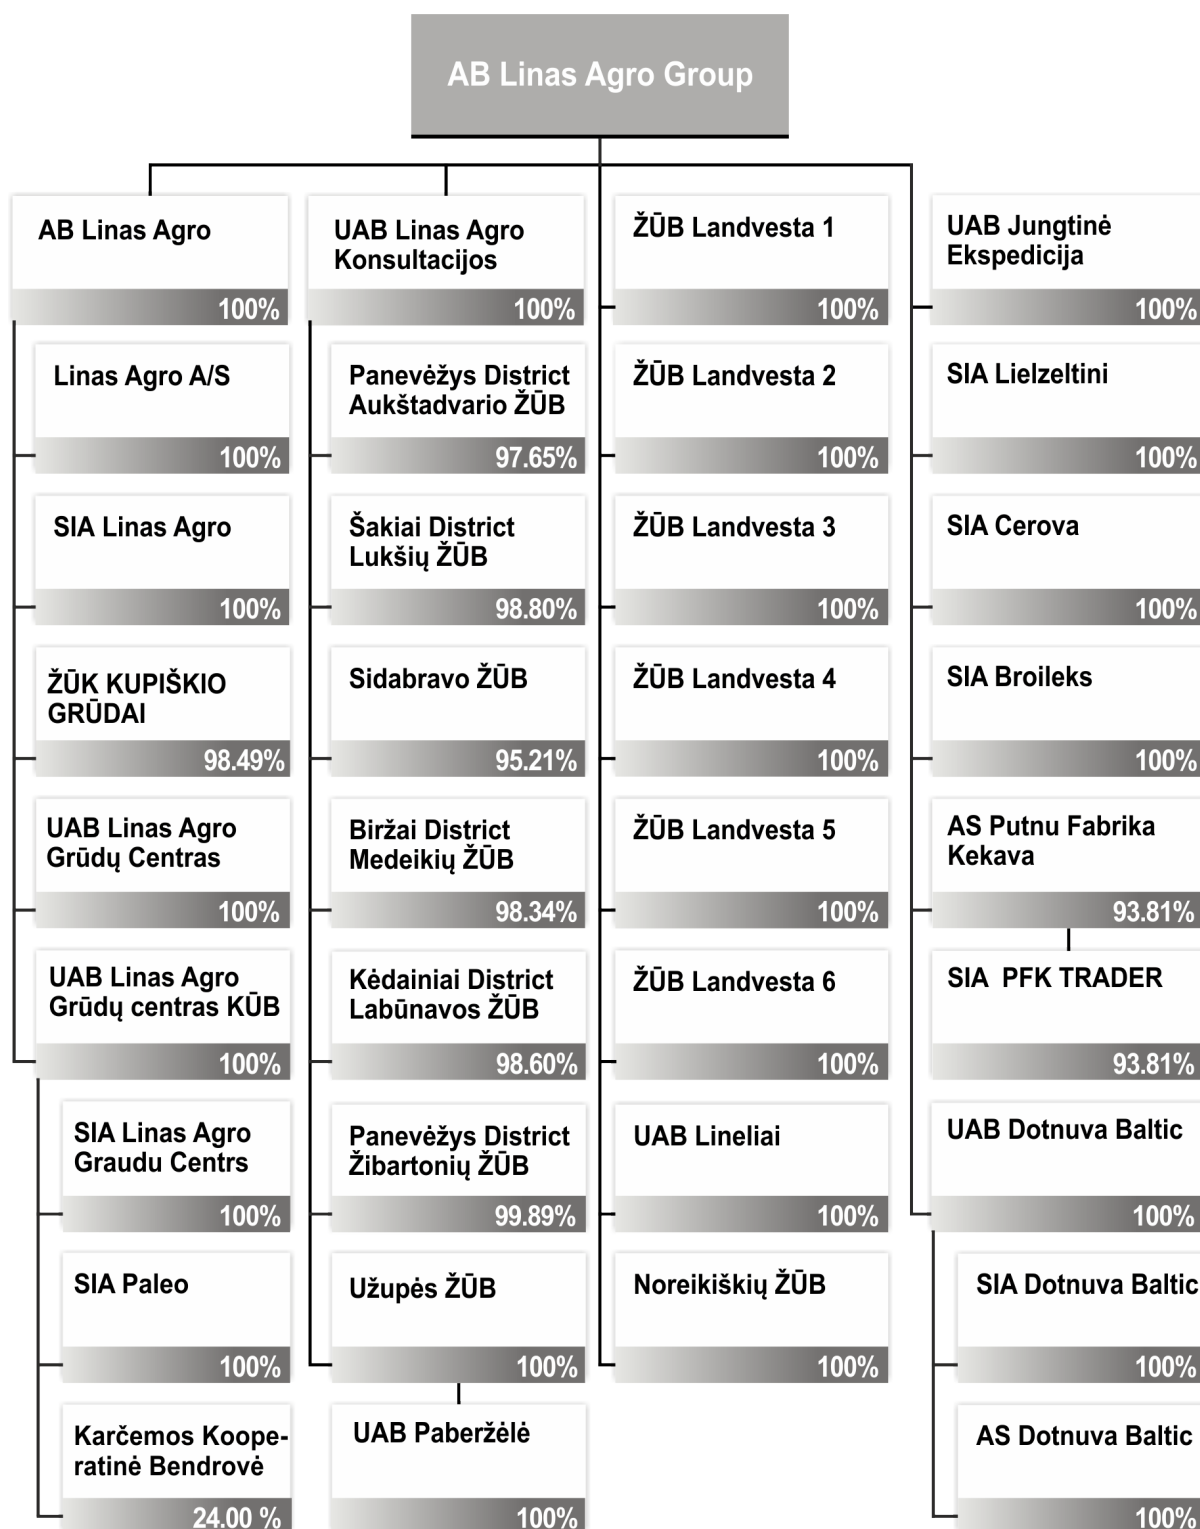 AB Linas Agro Group
AB Linas Agro
100%
Linas Agro A/S
100%
SIA Linas Agro
100%
ŽŪK KUPIŠKIO
GRŪDAI
98.49%
UAB Linas Agro
Grūdų Centras
100%
UAB Linas Agro
Grūdų centras KŪB
100%
SIA Linas Agro
Graudu Centrs
100%
SIA Paleo
100%
Karčemos Koope-
ratinė Bendrovė
24.00 %
UAB Linas Agro
Konsultacijos
100%
Panevėžys District
Aukštadvario ŽŪB
97.65%
Šakiai District
Lukšių ŽŪB
98.80%
Sidabravo ŽŪB
95.21%
Biržai District
Medeikių ŽŪB
98.34%
Kėdainiai District
Labūnavos ŽŪB
98.60%
Panevėžys District
Žibartonių ŽŪB
99.89%
Užupės ŽŪB
100%
UAB Paberžėlė
100%
ŽŪB Landvesta 1
100%
ŽŪB Landvesta 2
100%
ŽŪB Landvesta 3
100%
ŽŪB Landvesta 4
100%
ŽŪB Landvesta 5
100%
ŽŪB Landvesta 6
100%
UAB Lineliai
100%
Noreikiškių ŽŪB
100%
UAB Jungtinė
Ekspedicija
100%
SIA Lielzeltini
100%
SIA Cerova
100%
SIA Broileks
100%
AS Putnu Fabrika
Kekava
93.81%
SIA PFK TRADER
93.81%
UAB Dotnuva Baltic
100%
SIA Dotnuva Baltic
100%
AS Dotnuva Baltic
100%